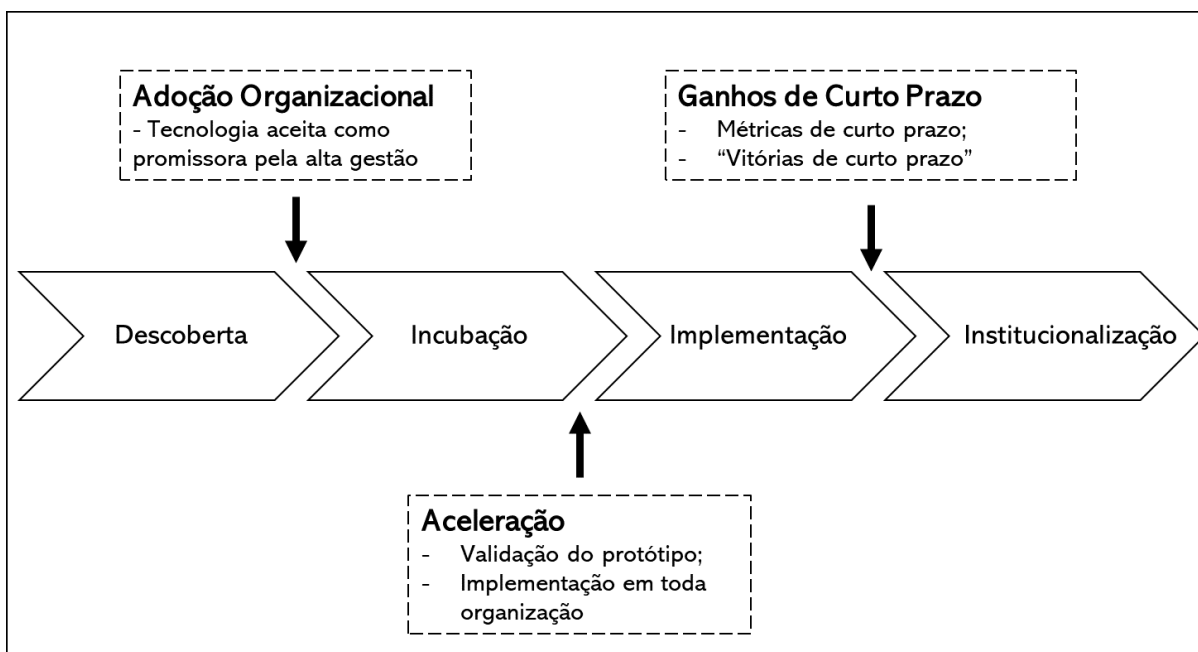 Adoção Organizacional
- Tecnologia aceita como
promissora pela alta gestão
Ganhos de Curto Prazo
- Métricas de curto prazo;
- “Vitórias de curto prazo”
Descoberta
Incubação
Implementação
Institucionalização
Aceleração
- Validação do protótipo;
- Implementação em toda
organização